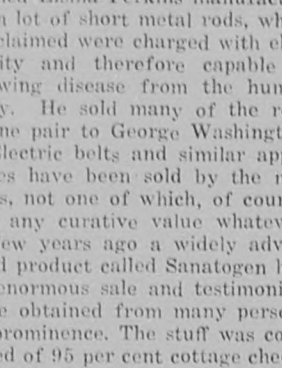 a lot of short metal rods, wh
claimed were charged with el
ity and therefore capable
wing disease from the hum
y. He sold many of the r
ne pair to George Washingt
Electric belts and similar app
es have been sold by the m
s, not one of which, of cour
any curative value whatev
ew years ago a widely adv
d product called Sanatogen h
enormous sale and testimoni
e obtained from many perso
prominence. The stuff was co
ed of 95 per cent cottage chee